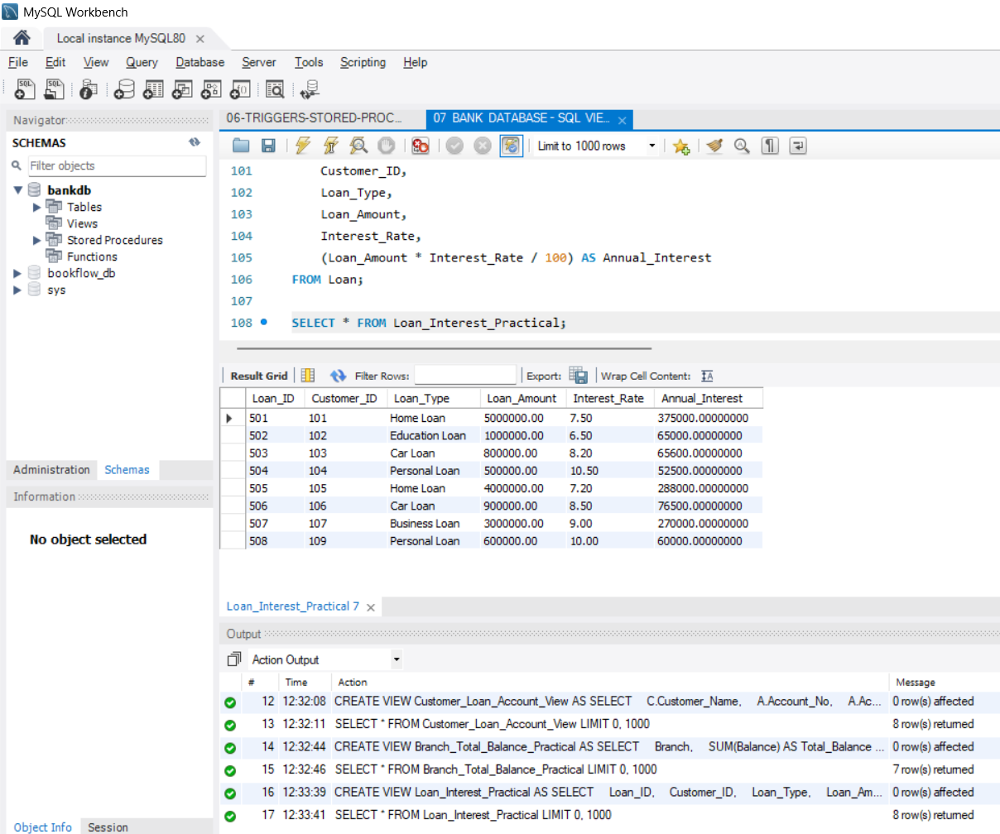 MySQL Workbench
Local instance MySQL80
File Edit View Query Database Server Tools Scripting Help
Navigator
SCHEMAS
Filter objects
bankdb
Tables
Views
Stored Procedures
Functions
bookflow_db
sys
Administration Schemas
Information
No object selected
Object Info Session
06-TRIGGERS-STORED-PROC... 07 BANK DATABASE - SQL VIE...
Limit to 1000 rows
101 Customer_ID,
102 Loan_Type,
103 Loan_Amount,
104 Interest_Rate,
105 (Loan_Amount * Interest_Rate / 100) AS Annual_Interest
106 FROM Loan;
107
108 SELECT * FROM Loan_Interest_Practical;
Result Grid Filter Rows: Export: Wrap Cell Content:
Loan_ID Customer_ID Loan_Type Loan_Amount Interest_Rate Annual_Interest
501 101 Home Loan 5000000.00 7.50 375000.00000000
502 102 Education Loan 1000000.00 6.50 65000.00000000
503 103 Car Loan 800000.00 8.20 65600.00000000
504 104 Personal Loan 500000.00 10.50 52500.00000000
505 105 Home Loan 4000000.00 7.20 288000.00000000
506 106 Car Loan 900000.00 8.50 76500.00000000
507 107 Business Loan 3000000.00 9.00 270000.00000000
508 109 Personal Loan 600000.00 10.00 60000.00000000
Loan_Interest_Practical 7
Output
Action Output
# Time Action Message
12 12:32:08 CREATE VIEW Customer_Loan_Account_View AS SELECT C.Customer_Name, A.Account_No, A.Ac... 0 row(s) affected
13 12:32:11 SELECT * FROM Customer_Loan_Account_View LIMIT 0, 1000 8 row(s) returned
14 12:32:44 CREATE VIEW Branch_Total_Balance_Practical AS SELECT Branch, SUM(Balance) AS Total_Balance ... 0 row(s) affected
15 12:32:46 SELECT * FROM Branch_Total_Balance_Practical LIMIT 0, 1000 7 row(s) returned
16 12:33:39 CREATE VIEW Loan_Interest_Practical AS SELECT Loan_ID, Customer_ID, Loan_Type, Loan_Am... 0 row(s) affected
17 12:33:41 SELECT * FROM Loan_Interest_Practical LIMIT 0, 1000 8 row(s) returned